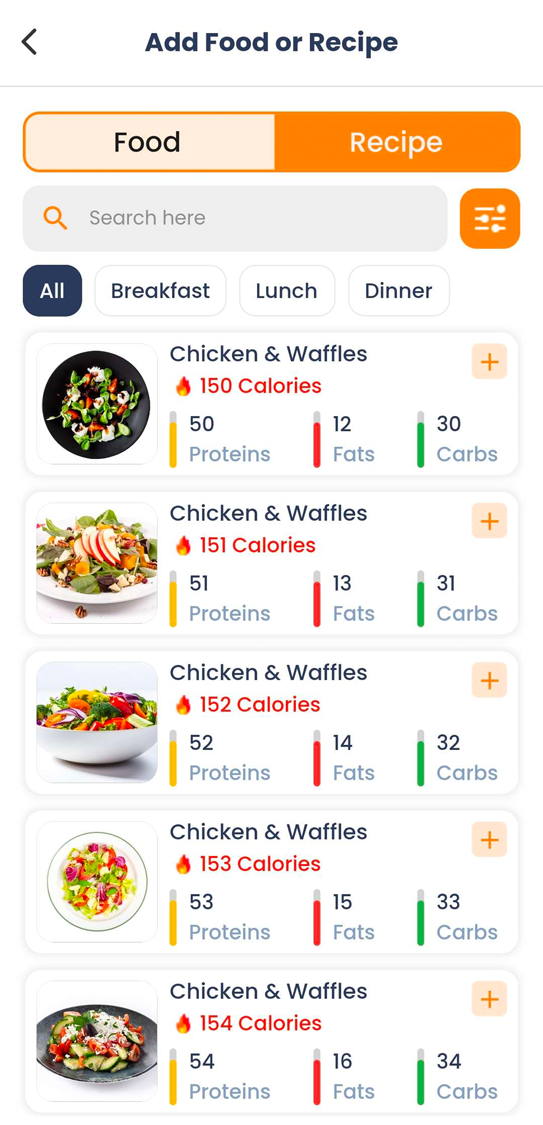 Add Food or Recipe
Food Recipe
Search here
All Breakfast Lunch Dinner
Chicken & Waffles
150 Calories
50 12 30
Proteins Fats Carbs
Chicken & Waffles
151 Calories
51 13 31
Proteins Fats Carbs
Chicken & Waffles
152 Calories
52 14 32
Proteins Fats Carbs
Chicken & Waffles
153 Calories
53 15 33
Proteins Fats Carbs
Chicken & Waffles
154 Calories
54 16 34
Proteins Fats Carbs